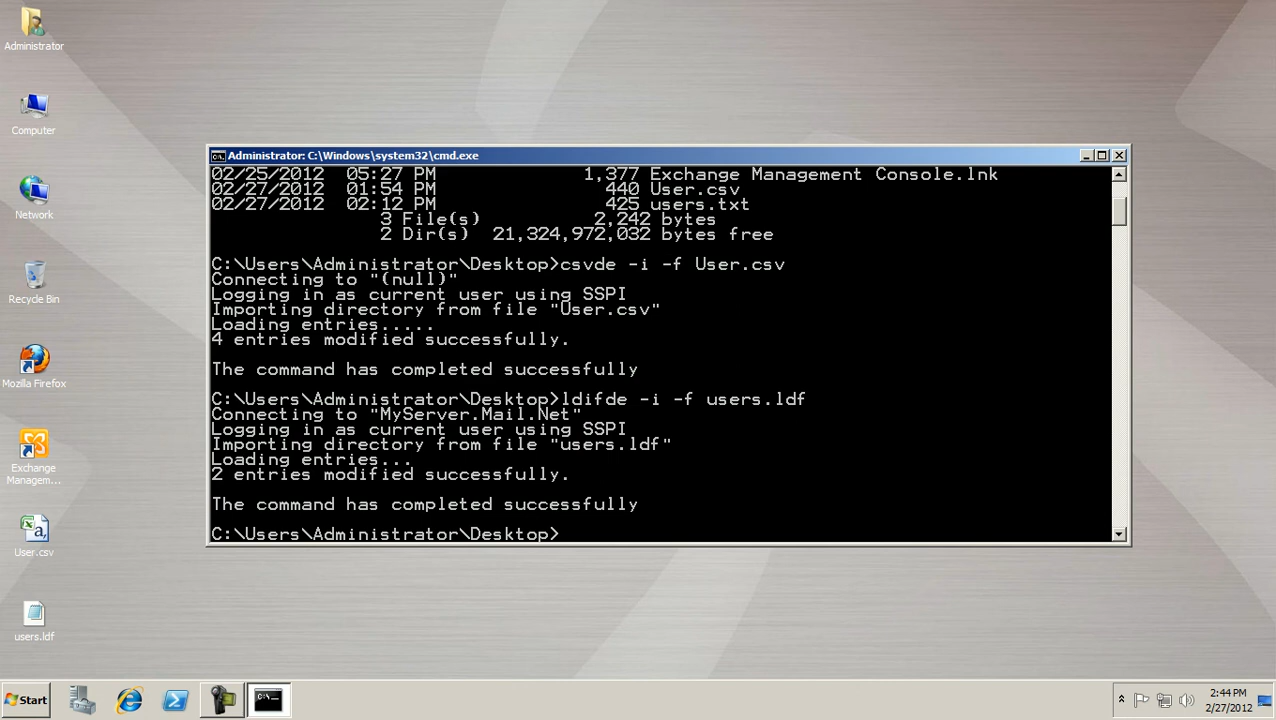 Administrator
Computer
Network
Recycle Bin
Mozilla Firefox
Exchange
Managem...
User.csv
users.ldf
Administrator: C:\Windows\system32\cmd.exe
02/25/2012  05:27 PM             1,377 Exchange Management Console.lnk
02/27/2012  01:54 PM               440 User.csv
02/27/2012  02:12 PM               425 users.txt
               3 File(s)          2,242 bytes
               2 Dir(s)  21,324,972,032 bytes free
C:\Users\Administrator\Desktop>csvde -i -f User.csv
Connecting to "(null)"
Logging in as current user using SSPI
Importing directory from file "User.csv"
Loading entries.....
4 entries modified successfully.
The command has completed successfully
C:\Users\Administrator\Desktop>ldifde -i -f users.ldf
Connecting to "MyServer.Mail.Net"
Logging in as current user using SSPI
Importing directory from file "users.ldf"
Loading entries...
2 entries modified successfully.
The command has completed successfully
C:\Users\Administrator\Desktop>
Start
C:\_
2:44 PM
2/27/2012